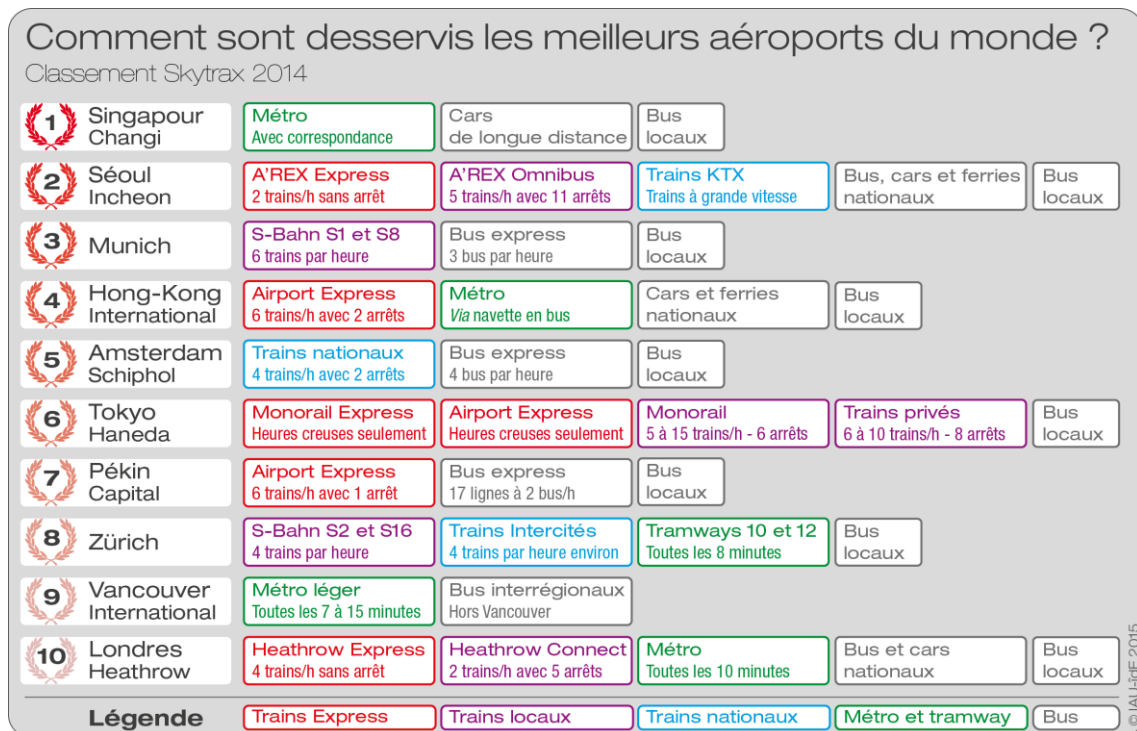 Comment sont desservis les meilleurs aéroports du monde ?
Classement Skytrax 2014
1
Singapour
Changi
Métro
Avec correspondance
Cars
de longue distance
Bus
locaux
2
Séoul
Incheon
A'REX Express
2 trains/h sans arrêt
A'REX Omnibus
5 trains/h avec 11 arrêts
Trains KTX
Trains à grande vitesse
Bus, cars et ferries
nationaux
Bus
locaux
3
Munich
S-Bahn S1 et S8
6 trains par heure
Bus express
3 bus par heure
Bus
locaux
4
Hong-Kong
International
Airport Express
6 trains/h avec 2 arrêts
Métro
Via navette en bus
Cars et ferries
nationaux
Bus
locaux
5
Amsterdam
Schiphol
Trains nationaux
4 trains/h avec 2 arrêts
Bus express
4 bus par heure
Bus
locaux
6
Tokyo
Haneda
Monorail Express
Heures creuses seulement
Airport Express
Heures creuses seulement
Monorail
5 à 15 trains/h - 6 arrêts
Trains privés
6 à 10 trains/h - 8 arrêts
Bus
locaux
7
Pékin
Capital
Airport Express
6 trains/h avec 1 arrêt
Bus express
17 lignes à 2 bus/h
Bus
locaux
8
Zürich
S-Bahn S2 et S16
4 trains par heure
Trains Intercités
4 trains par heure environ
Tramways 10 et 12
Toutes les 8 minutes
Bus
locaux
9
Vancouver
International
Métro léger
Toutes les 7 à 15 minutes
Bus interrégionaux
Hors Vancouver
10
Londres
Heathrow
Heathrow Express
4 trains/h sans arrêt
Heathrow Connect
2 trains/h avec 5 arrêts
Métro
Toutes les 10 minutes
Bus et cars
nationaux
Bus
locaux
Légende
Trains Express
Trains locaux
Trains nationaux
Métro et tramway
Bus
© IAU-îdF 2015